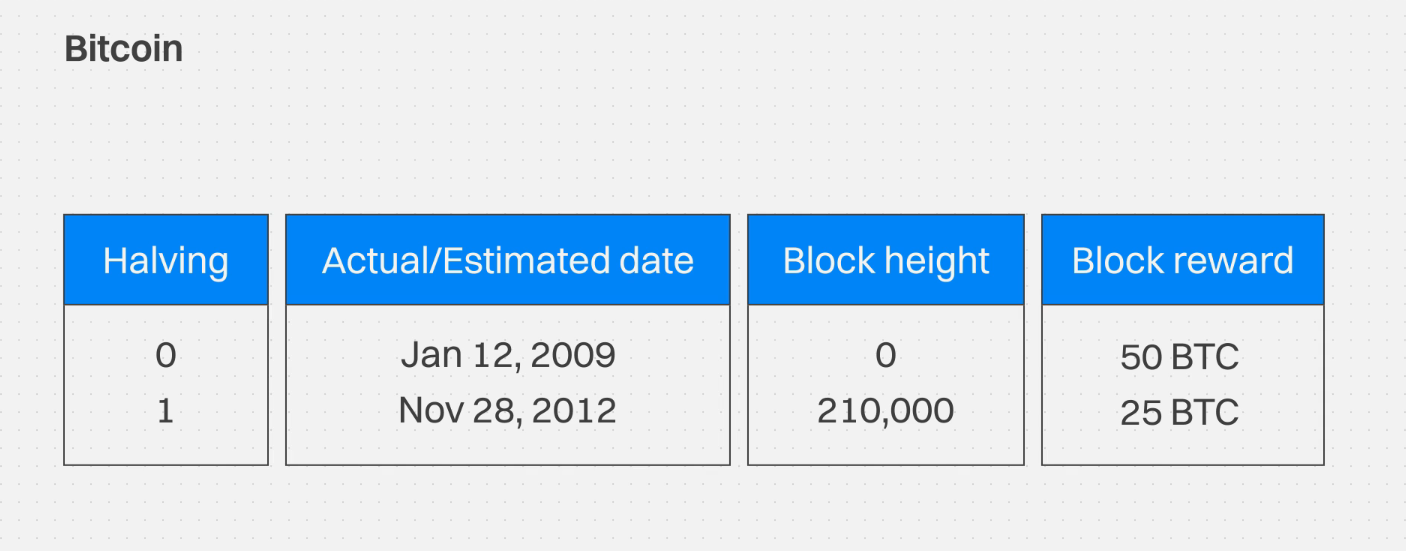 Bitcoin
Halving Actual/Estimated date Block height Block reward
0 Jan 12, 2009 0 50 BTC
1 Nov 28, 2012 210,000 25 BTC